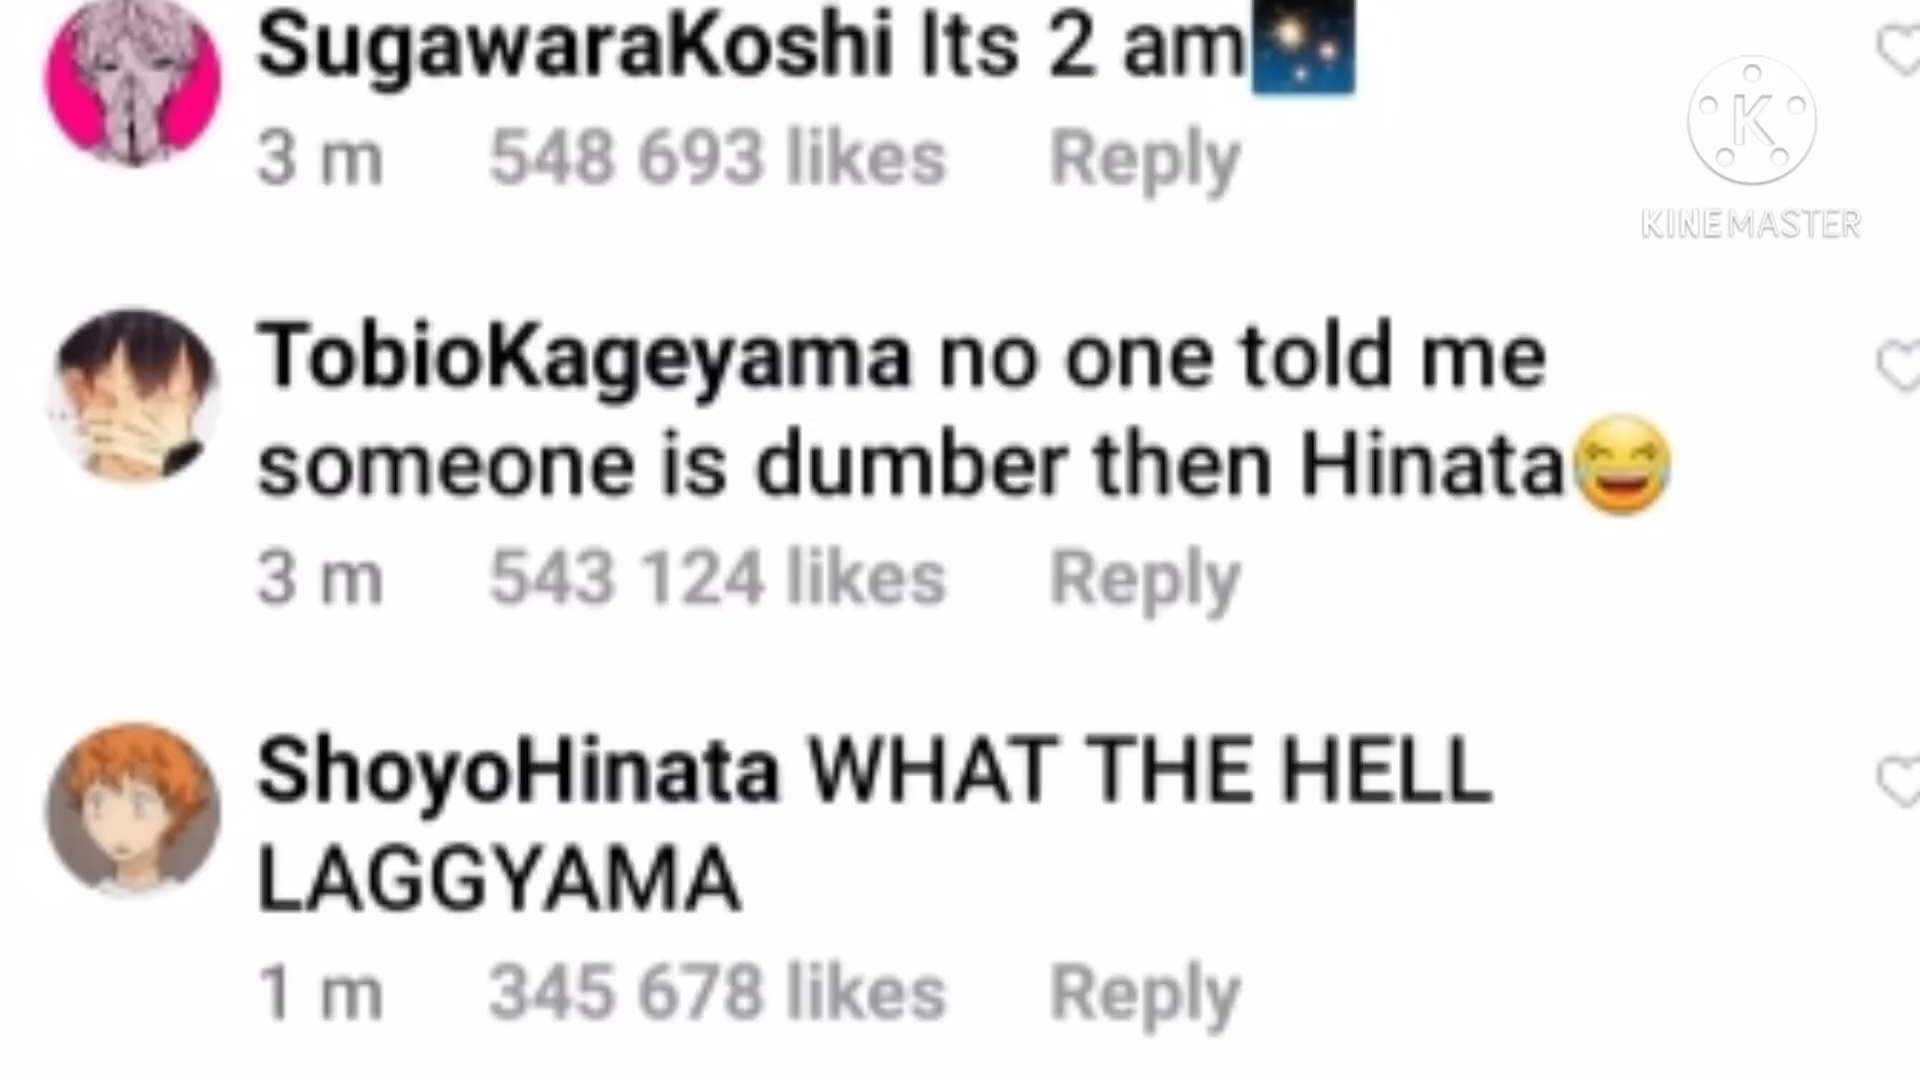 SugawaraKoshi Its 2 am🎇
3 m 548 693 likes Reply
K
KINEMASTER
TobioKageyama no one told me
someone is dumber then Hinata😂
3 m 543 124 likes Reply
ShoyoHinata WHAT THE HELL
LAGGYAMA
1 m 345 678 likes Reply